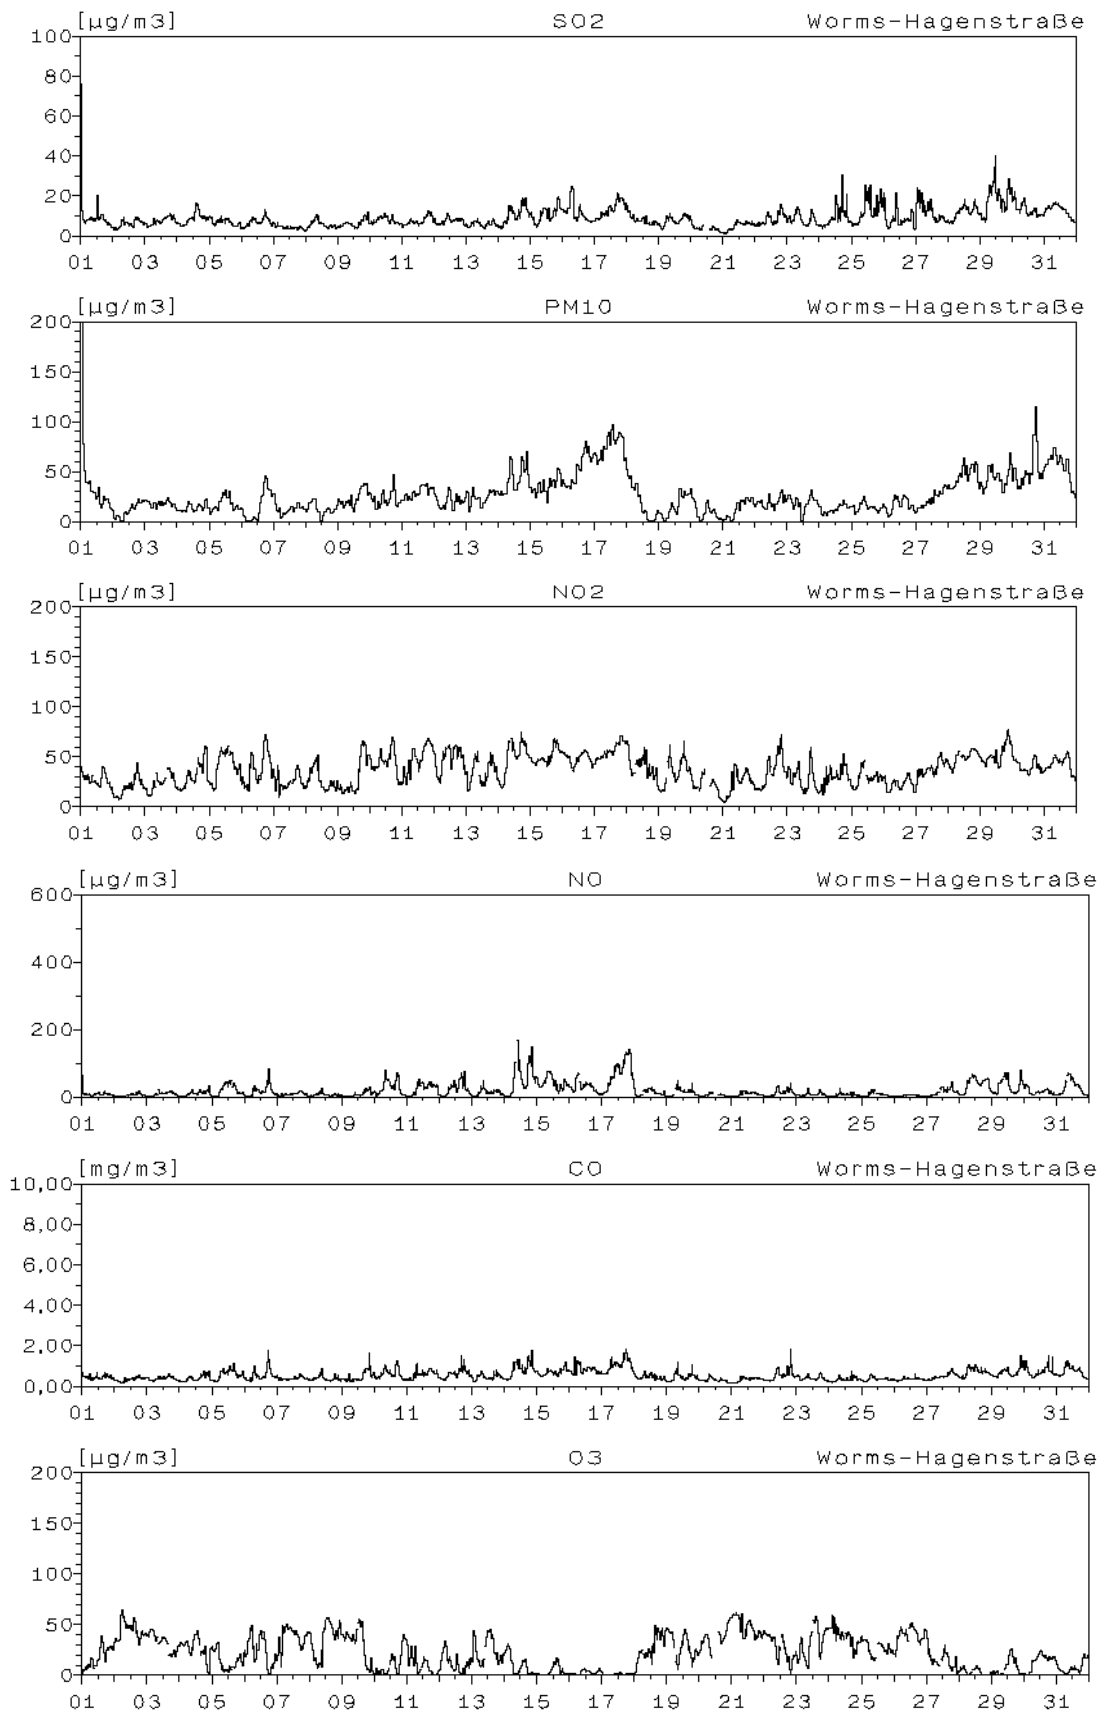 [µg/m3] SO2 Worms-Hagenstraße
100
80
60
40
20
0
01 03 05 07 09 11 13 15 17 19 21 23 25 27 29 31
[µg/m3] PM10 Worms-Hagenstraße
200
150
100
50
0
01 03 05 07 09 11 13 15 17 19 21 23 25 27 29 31
[µg/m3] NO2 Worms-Hagenstraße
200
150
100
50
0
01 03 05 07 09 11 13 15 17 19 21 23 25 27 29 31
[µg/m3] NO Worms-Hagenstraße
600
400
200
0
01 03 05 07 09 11 13 15 17 19 21 23 25 27 29 31
[mg/m3] CO Worms-Hagenstraße
10,00
8,00
6,00
4,00
2,00
0,00
01 03 05 07 09 11 13 15 17 19 21 23 25 27 29 31
[µg/m3] O3 Worms-Hagenstraße
200
150
100
50
0
01 03 05 07 09 11 13 15 17 19 21 23 25 27 29 31